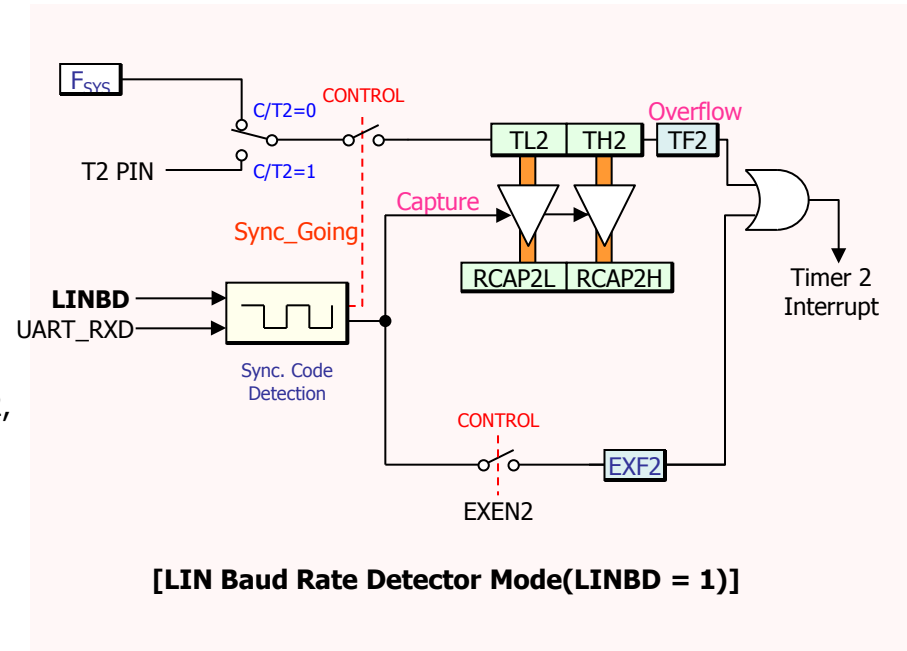 F_SYS
C/T2=0
CONTROL
Overflow
TL2
TH2
TF2
T2 PIN
C/T2=1
Capture
Sync_Going
RCAP2L
RCAP2H
Timer 2
Interrupt
LINBD
UART_RXD
Sync. Code
Detection
,
CONTROL
EXF2
EXEN2
[LIN Baud Rate Detector Mode(LINBD = 1)]